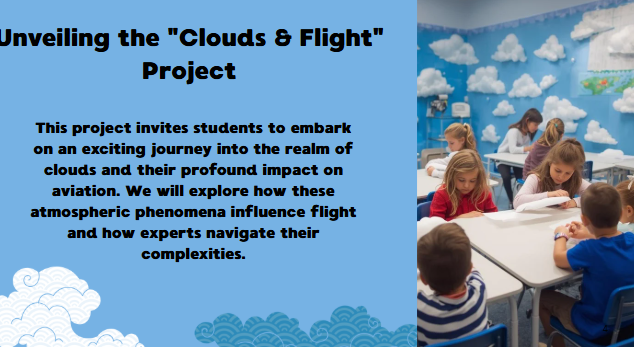 Unveiling the "Clouds & Flight"
Project
This project invites students to embark
on an exciting journey into the realm of
clouds and their profound impact on
aviation. We will explore how these
atmospheric phenomena influence flight
and how experts navigate their
complexities.